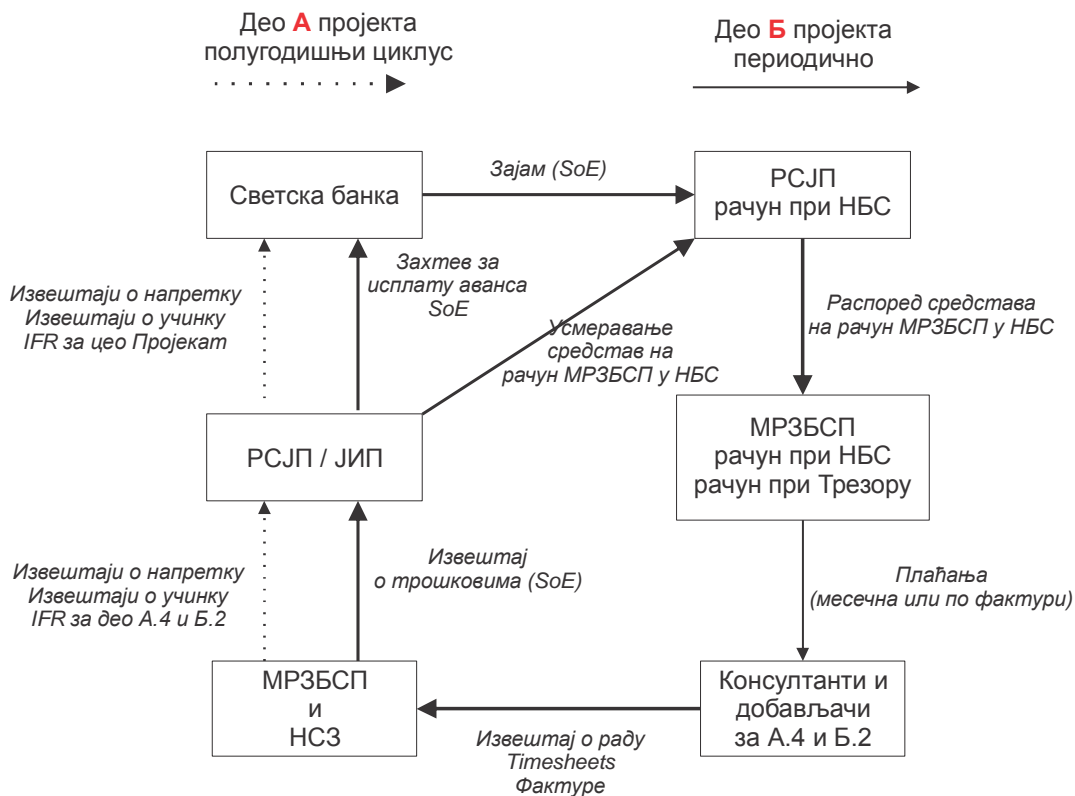 Део А пројекта
полугодишњи циклус
Део Б пројекта
периодично
Светска банка
Зајам (SoE)
РСЈП
рачун при НБС
Извештаји о напретку
Извештаји о учинку
IFR за цео Пројекат
Захтев за
исплату аванса
SoE
Усмеравање
средстав на
рачун МРЗБСП у НБС
Распоред средстава
на рачун МРЗБСП у НБС
РСЈП / ЈИП
МРЗБСП
рачун при НБС
рачун при Трезору
Извештаји о напретку
Извештаји о учинку
IFR за део А.4 и Б.2
Извештај
о трошковима (SoE)
Плаћања
(месечна или по фактури)
МРЗБСП
и
НСЗ
Извештај о раду
Timesheets
Фактуре
Консултанти и
добављачи
за А.4 и Б.2